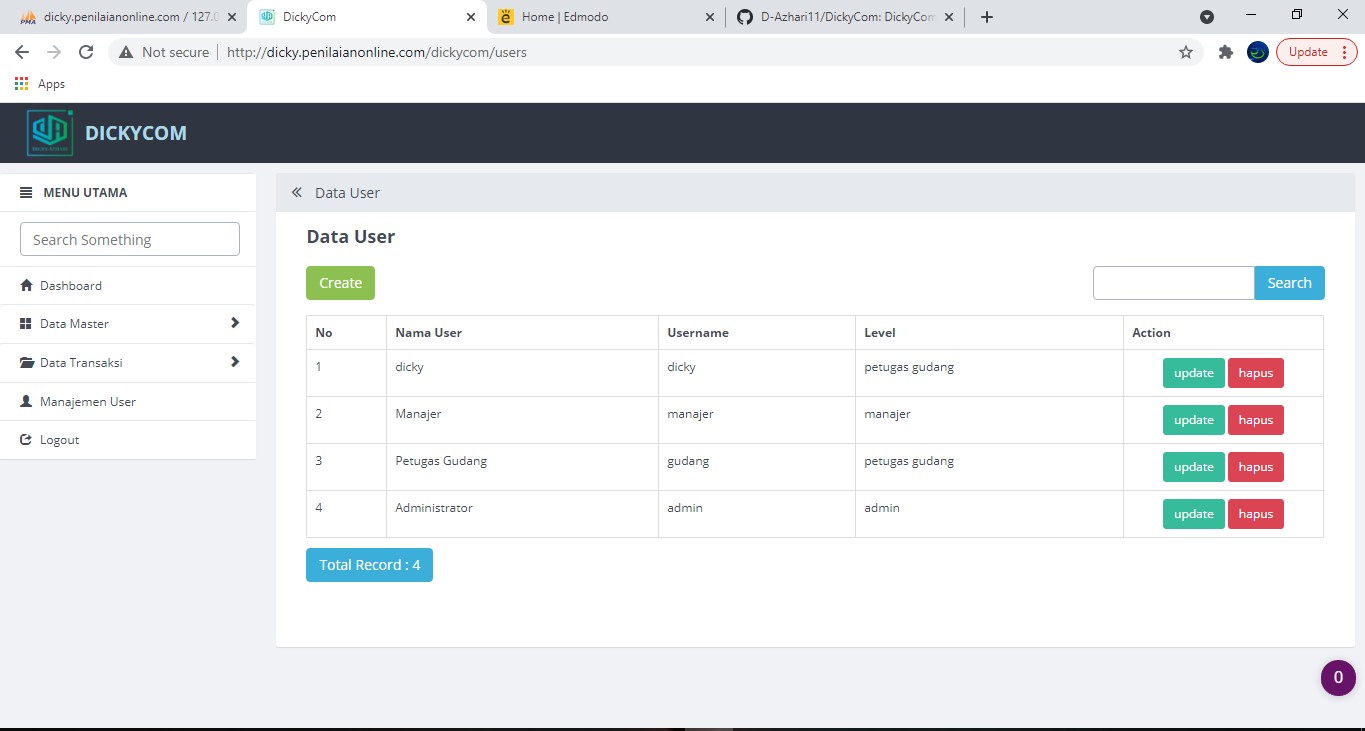 dicky.penilaianonline.com / 127.0
DickyCom
Home | Edmodo
D-Azhari11/DickyCom: DickyCom
Not secure
http://dicky.penilaianonline.com/dickycom/users
Update
Apps
DICKYCOM
MENU UTAMA
Search Something
Dashboard
Data Master
Data Transaksi
Manajemen User
Logout
Data User
Data User
Create
Search
No Nama User Username Level Action
1 dicky dicky petugas gudang update hapus
2 Manajer manajer manajer update hapus
3 Petugas Gudang gudang petugas gudang update hapus
4 Administrator admin admin update hapus
Total Record : 4
0